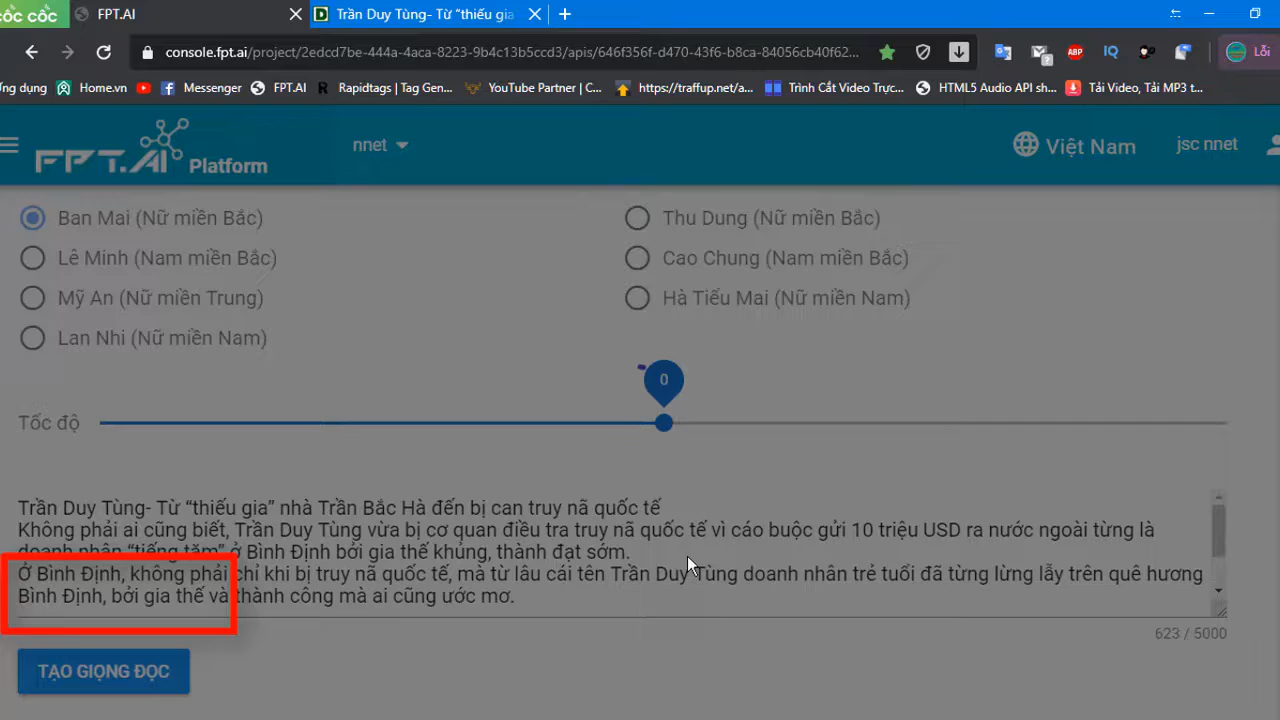 cốc cốc
FPT.AI
Trần Duy Tùng- Từ “thiếu gia
console.fpt.ai/project/2edcd7be-444a-4aca-8223-9b4c13b5ccd3/apis/646f356f-d470-43f6-b8ca-84056cb40f62...
ABP
IQ
Lỗi
ng dụng
Home.vn
Messenger
FPT.AI
Rapidtags | Tag Gen...
YouTube Partner | C...
https://traffup.net/a...
Trình Cắt Video Trực...
HTML5 Audio API sh...
Tải Video, Tải MP3 t...
FPT.AI Platform
nnet
Việt Nam
jsc nnet
Ban Mai (Nữ miền Bắc)
Thu Dung (Nữ miền Bắc)
Lê Minh (Nam miền Bắc)
Cao Chung (Nam miền Bắc)
Mỹ An (Nữ miền Trung)
Hà Tiểu Mai (Nữ miền Nam)
Lan Nhi (Nữ miền Nam)
0
Tốc độ
Trần Duy Tùng- Từ “thiếu gia” nhà Trần Bắc Hà đến bị can truy nã quốc tế
Không phải ai cũng biết, Trần Duy Tùng vừa bị cơ quan điều tra truy nã quốc tế vì cáo buộc gửi 10 triệu USD ra nước ngoài từng là
doanh nhân “tiếng tăm” ở Bình Định bởi gia thế khủng, thành đạt sớm.
Ở Bình Định, không phải chỉ khi bị truy nã quốc tế, mà từ lâu cái tên Trần Duy Tùng doanh nhân trẻ tuổi đã từng lừng lẫy trên quê hương
Bình Định, bởi gia thế và thành công mà ai cũng ước mơ.
623 / 5000
TẠO GIỌNG ĐỌC